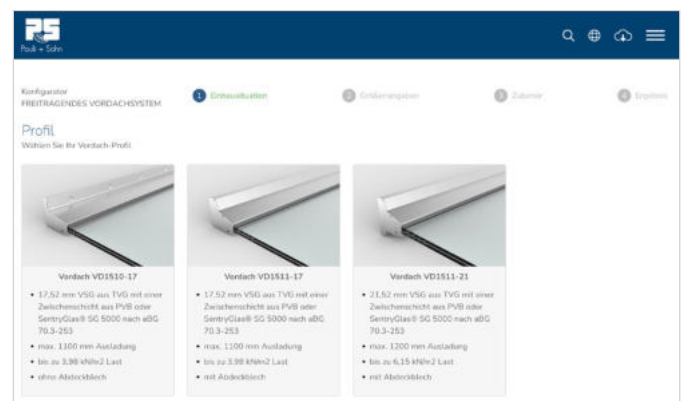 PS
Pauli + Sohn
Konfigurator
FREITRAGENDES VORDACHSYSTEM
1 Einbausituation
2 Größenangaben
3 Zubehör
4 Ergebnis
Profil
Wählen Sie Ihr Vordach-Profil
Vordach VD1510-17
• 17,52 mm VSG aus TVG mit einer
Zwischenschicht aus PVB oder
SentryGlas® SG 5000 nach aBG
70.3-253
• max. 1100 mm Ausladung
• bis zu 3,98 kN/m2 Last
• ohne Abdeckblech
Vordach VD1511-17
• 17,52 mm VSG aus TVG mit einer
Zwischenschicht aus PVB oder
SentryGlas® SG 5000 nach aBG
70.3-253
• max. 1100 mm Ausladung
• bis zu 3,98 kN/m2 Last
• mit Abdeckblech
Vordach VD1511-21
• 21,52 mm VSG aus TVG mit einer
Zwischenschicht aus PVB oder
SentryGlas® SG 5000 nach aBG
70.3-253
• max. 1200 mm Ausladung
• bis zu 6,15 kN/m2 Last
• mit Abdeckblech